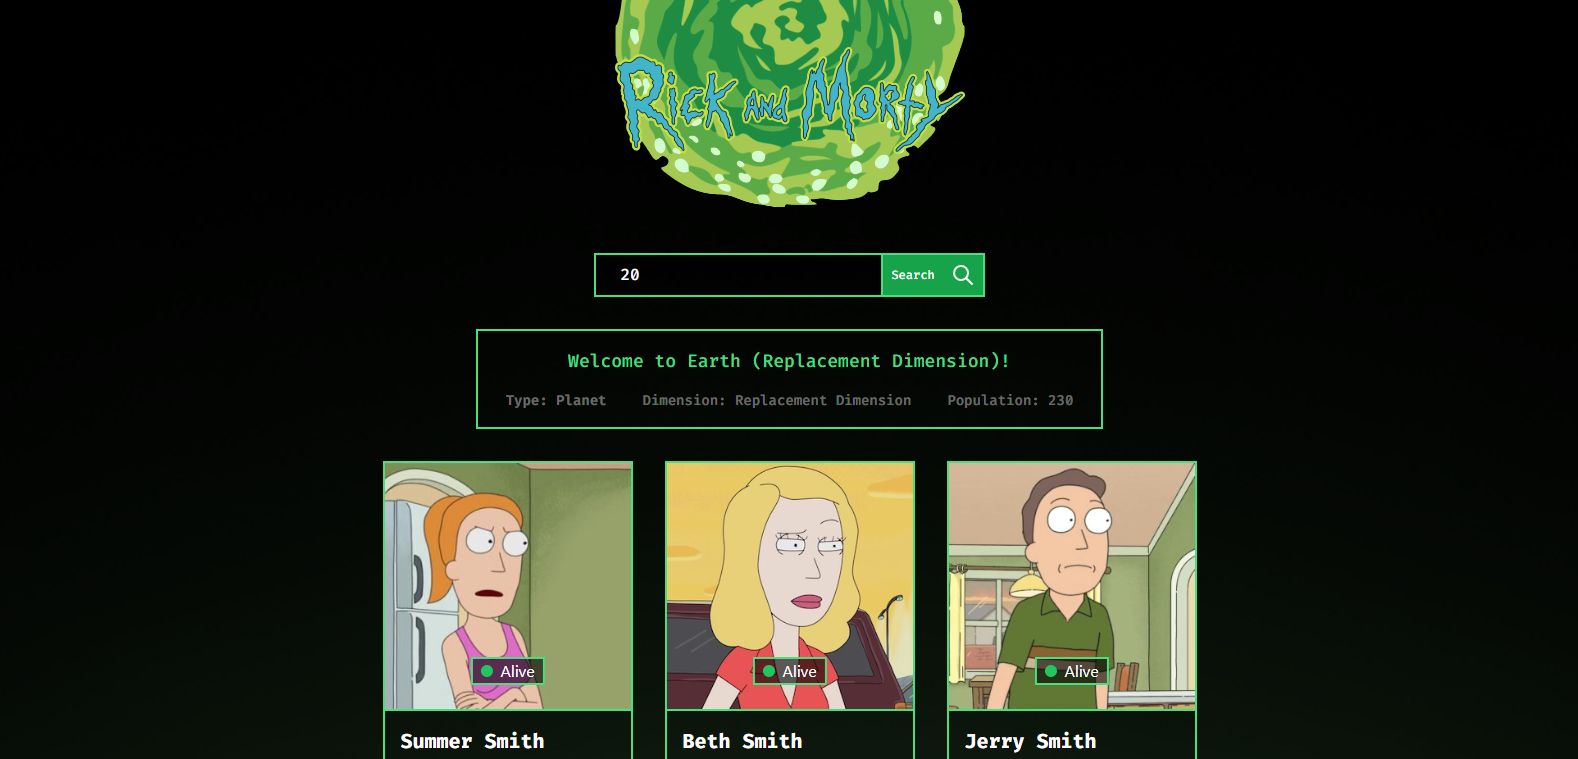 Rick and Morty
20
Search
Welcome to Earth (Replacement Dimension)!
Type: Planet Dimension: Replacement Dimension Population: 230
Alive Alive Alive
Summer Smith Beth Smith Jerry Smith